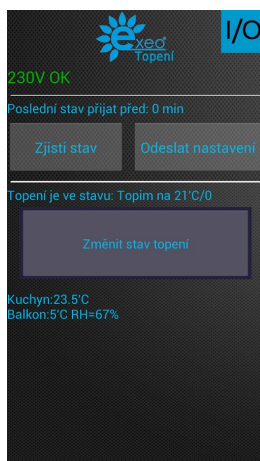 exeo
Topení
I/O
230V OK
Poslední stav přijat před: 0 min
Zjisti stav
Odeslat nastavení
Topení je ve stavu: Topim na 21'C/0
Změnit stav topení
Kuchyn:23.5'C
Balkon:5'C RH=67%